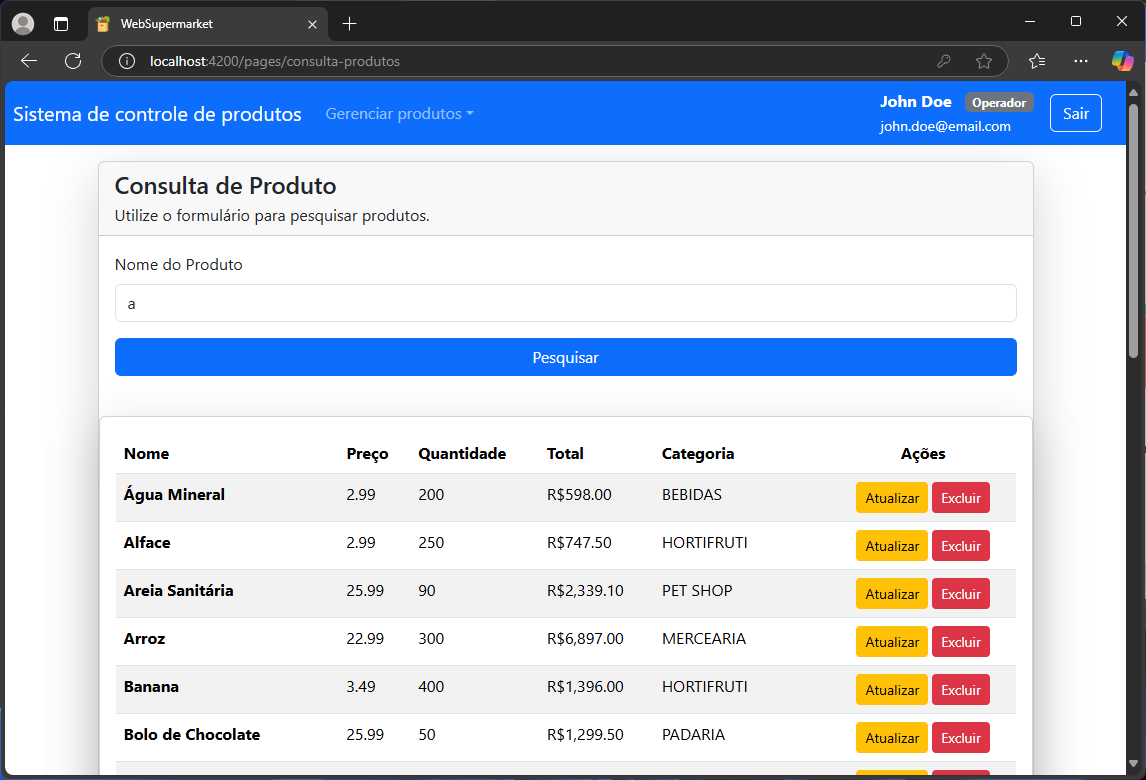 WebSupermarket
localhost:4200/pages/consulta-produtos
Sistema de controle de produtos Gerenciar produtos John Doe Operador Sair
john.doe@email.com
Consulta de Produto
Utilize o formulário para pesquisar produtos.
Nome do Produto
a
Pesquisar
Nome Preço Quantidade Total Categoria Ações
Água Mineral 2.99 200 R$598.00 BEBIDAS Atualizar Excluir
Alface 2.99 250 R$747.50 HORTIFRUTI Atualizar Excluir
Areia Sanitária 25.99 90 R$2,339.10 PET SHOP Atualizar Excluir
Arroz 22.99 300 R$6,897.00 MERCEARIA Atualizar Excluir
Banana 3.49 400 R$1,396.00 HORTIFRUTI Atualizar Excluir
Bolo de Chocolate 25.99 50 R$1,299.50 PADARIA Atualizar Excluir